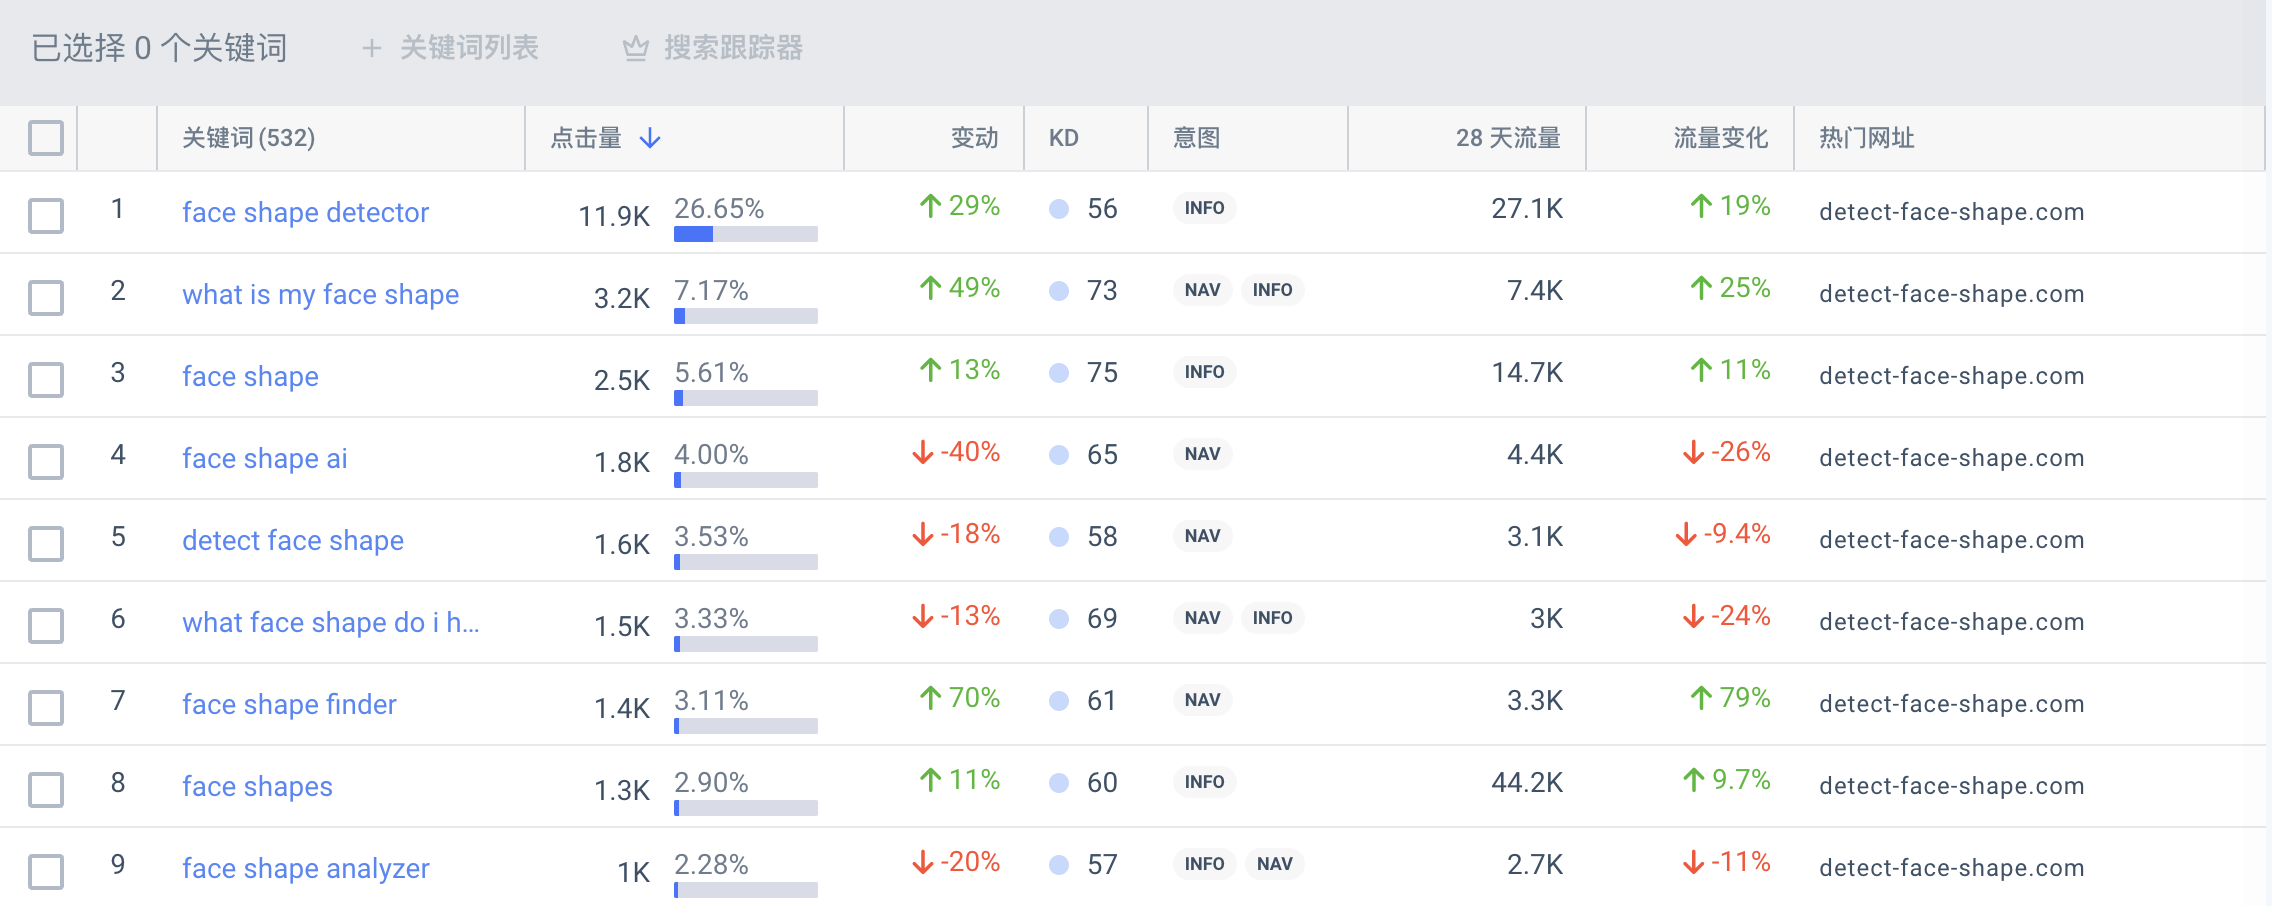 已选择 0 个关键词 + 关键词列表 搜索跟踪器
关键词 (532) 点击量 ↓ 变动 KD 意图 28 天流量 流量变化 热门网址
1 face shape detector 11.9K 26.65% ↑ 29% 56 INFO 27.1K ↑ 19% detect-face-shape.com
2 what is my face shape 3.2K 7.17% ↑ 49% 73 NAV INFO 7.4K ↑ 25% detect-face-shape.com
3 face shape 2.5K 5.61% ↑ 13% 75 INFO 14.7K ↑ 11% detect-face-shape.com
4 face shape ai 1.8K 4.00% ↓ -40% 65 NAV 4.4K ↓ -26% detect-face-shape.com
5 detect face shape 1.6K 3.53% ↓ -18% 58 NAV 3.1K ↓ -9.4% detect-face-shape.com
6 what face shape do i h... 1.5K 3.33% ↓ -13% 69 NAV INFO 3K ↓ -24% detect-face-shape.com
7 face shape finder 1.4K 3.11% ↑ 70% 61 NAV 3.3K ↑ 79% detect-face-shape.com
8 face shapes 1.3K 2.90% ↑ 11% 60 INFO 44.2K ↑ 9.7% detect-face-shape.com
9 face shape analyzer 1K 2.28% ↓ -20% 57 INFO NAV 2.7K ↓ -11% detect-face-shape.com